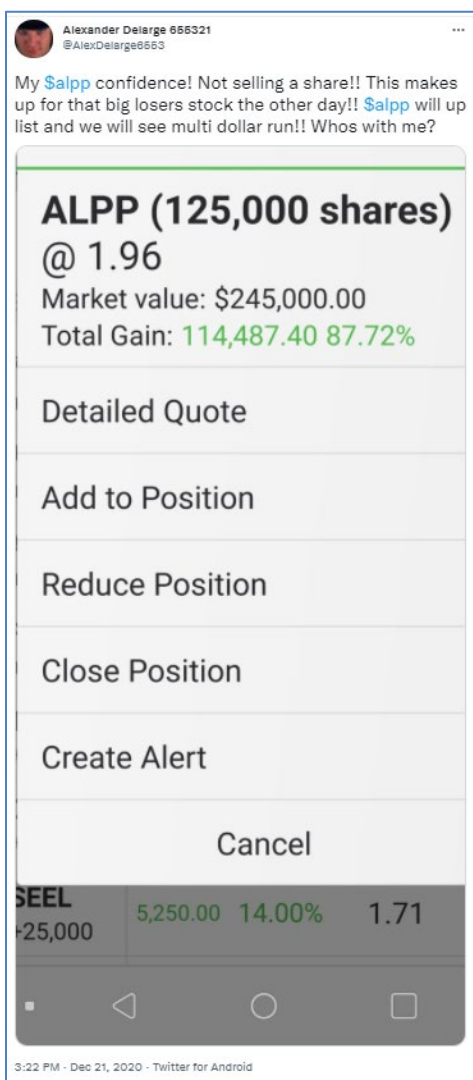 Alexander Delarge 655321
@AlexDelarge6553
My $alpp confidence! Not selling a share!! This makes
up for that big losers stock the other day!! $alpp will up
list and we will see multi dollar run!! Whos with me?
ALPP (125,000 shares)
@ 1.96
Market value: $245,000.00
Total Gain: 114,487.40 87.72%
Detailed Quote
Add to Position
Reduce Position
Close Position
Create Alert
Cancel
SEEL
5,250.00 14.00% 1.71
+25,000
3:22 PM · Dec 21, 2020 · Twitter for Android